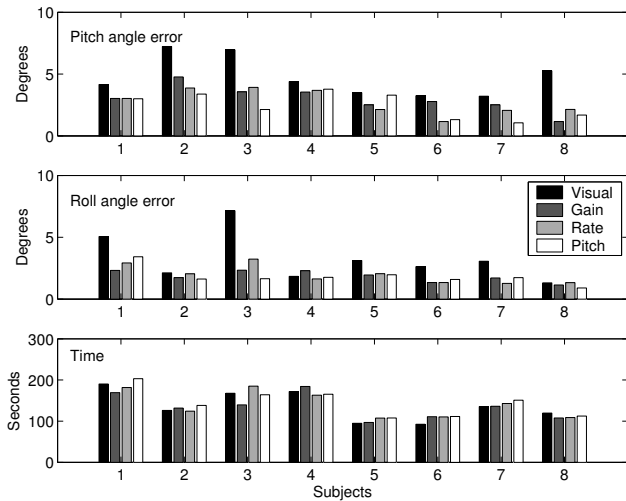 10
Pitch angle error
Degrees
5
0
1 2 3 4 5 6 7 8
10
Roll angle error
Degrees
5
0
Visual
Gain
Rate
Pitch
1 2 3 4 5 6 7 8
300
Time
Seconds
200
100
0
1 2 3 4 5 6 7 8
Subjects